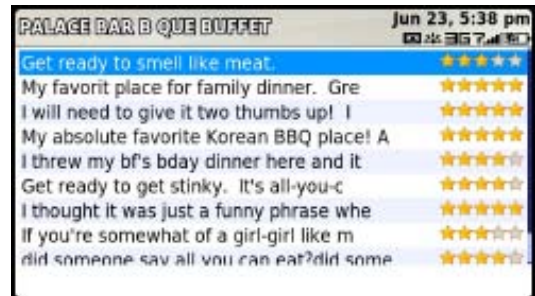 PALACE BAR B QUE BUFFET
Jun 23, 5:38 pm
3G
Get ready to smell like meat.
My favorit place for family dinner. Gre
I will need to give it two thumbs up! I
My absolute favorite Korean BBQ place! A
I threw my bf's bday dinner here and it
Get ready to get stinky. It's all-you-c
I thought it was just a funny phrase whe
If you're somewhat of a girl-girl like m
did someone say all you can eat?did some